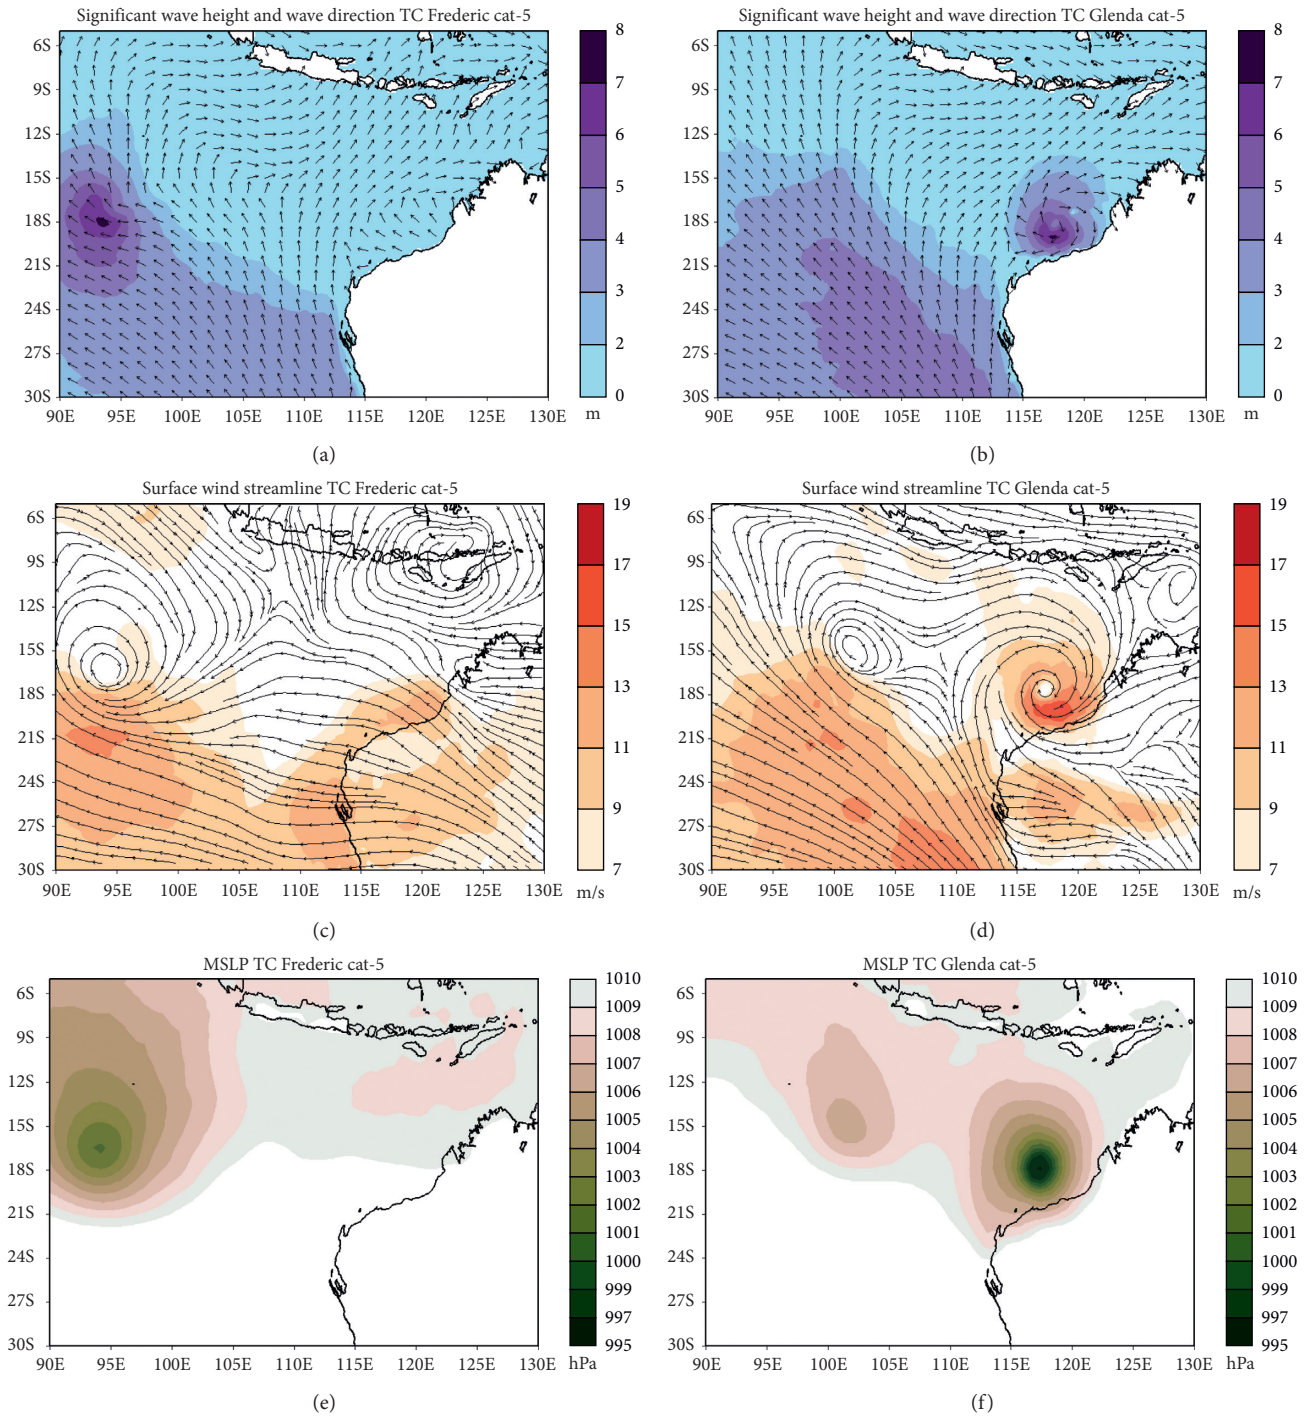 Significant wave height and wave direction TC Frederic cat-5
6S
9S
12S
15S
18S
21S
24S
27S
30S
90E 95E 100E 105E 110E 115E 120E 125E 130E
8
7
6
5
4
3
2
0
m
(a)
Significant wave height and wave direction TC Glenda cat-5
6S
9S
12S
15S
18S
21S
24S
27S
30S
90E 95E 100E 105E 110E 115E 120E 125E 130E
8
7
6
5
4
3
2
0
m
(b)
Surface wind streamline TC Frederic cat-5
6S
9S
12S
15S
18S
21S
24S
27S
30S
90E 95E 100E 105E 110E 115E 120E 125E 130E
19
17
15
13
11
9
7
m/s
(c)
Surface wind streamline TC Glenda cat-5
6S
9S
12S
15S
18S
21S
24S
27S
30S
90E 95E 100E 105E 110E 115E 120E 125E 130E
19
17
15
13
11
9
7
m/s
(d)
MSLP TC Frederic cat-5
6S
9S
12S
15S
18S
21S
24S
27S
30S
90E 95E 100E 105E 110E 115E 120E 125E 130E
1010
1009
1008
1007
1006
1005
1004
1003
1002
1001
1000
999
997
995
hPa
(e)
MSLP TC Glenda cat-5
6S
9S
12S
15S
18S
21S
24S
27S
30S
90E 95E 100E 105E 110E 115E 120E 125E 130E
1010
1009
1008
1007
1006
1005
1004
1003
1002
1001
1000
999
997
995
hPa
(f)